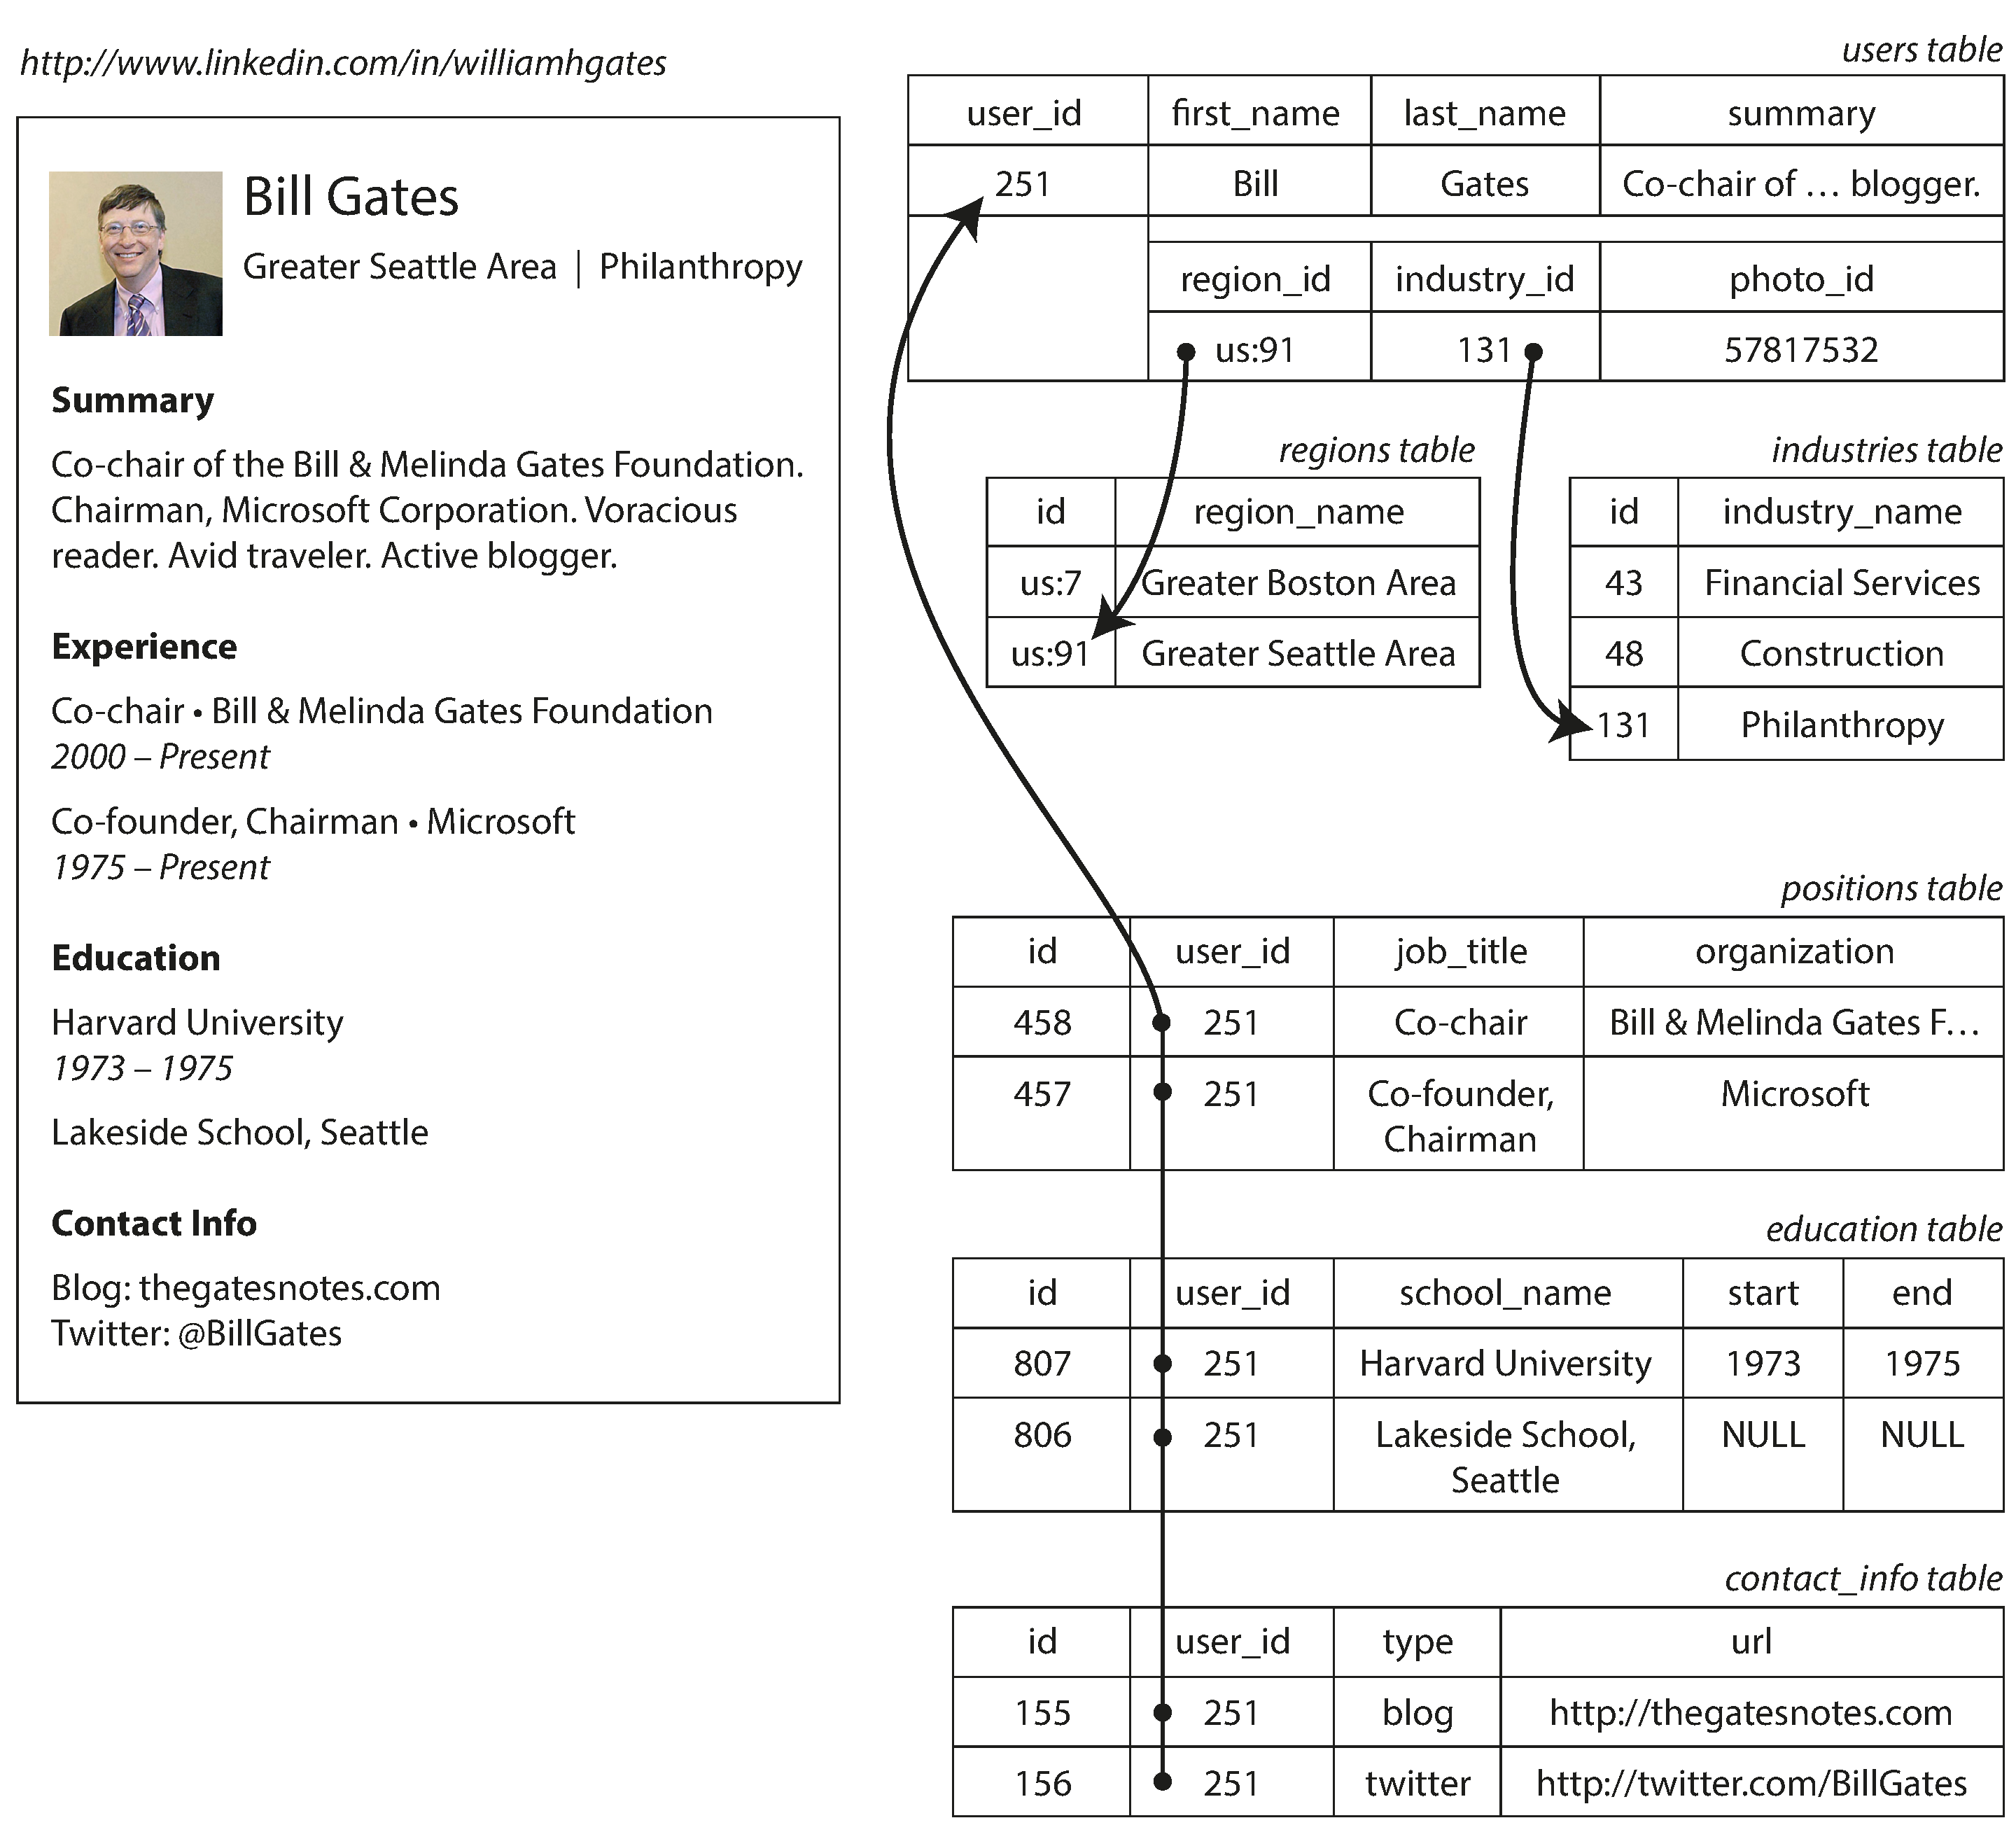 http://www.linkedin.com/in/williamhgates
Bill Gates
Greater Seattle Area | Philanthropy
Summary
Co-chair of the Bill & Melinda Gates Foundation.
Chairman, Microsoft Corporation. Voracious
reader. Avid traveler. Active blogger.
Experience
Co-chair • Bill & Melinda Gates Foundation
2000 – Present
Co-founder, Chairman • Microsoft
1975 – Present
Education
Harvard University
1973 – 1975
Lakeside School, Seattle
Contact Info
Blog: thegatesnotes.com
Twitter: @BillGates
users table
user_id first_name last_name summary
251 Bill Gates Co-chair of … blogger.
region_id industry_id photo_id
us:91 131 57817532
regions table
id region_name
us:7 Greater Boston Area
us:91 Greater Seattle Area
industries table
id industry_name
43 Financial Services
48 Construction
131 Philanthropy
positions table
id user_id job_title organization
458 251 Co-chair Bill & Melinda Gates F…
457 251 Co-founder, Microsoft
Chairman
education table
id user_id school_name start end
807 251 Harvard University 1973 1975
806 251 Lakeside School, NULL NULL
Seattle
contact_info table
id user_id type url
155 251 blog http://thegatesnotes.com
156 251 twitter http://twitter.com/BillGates